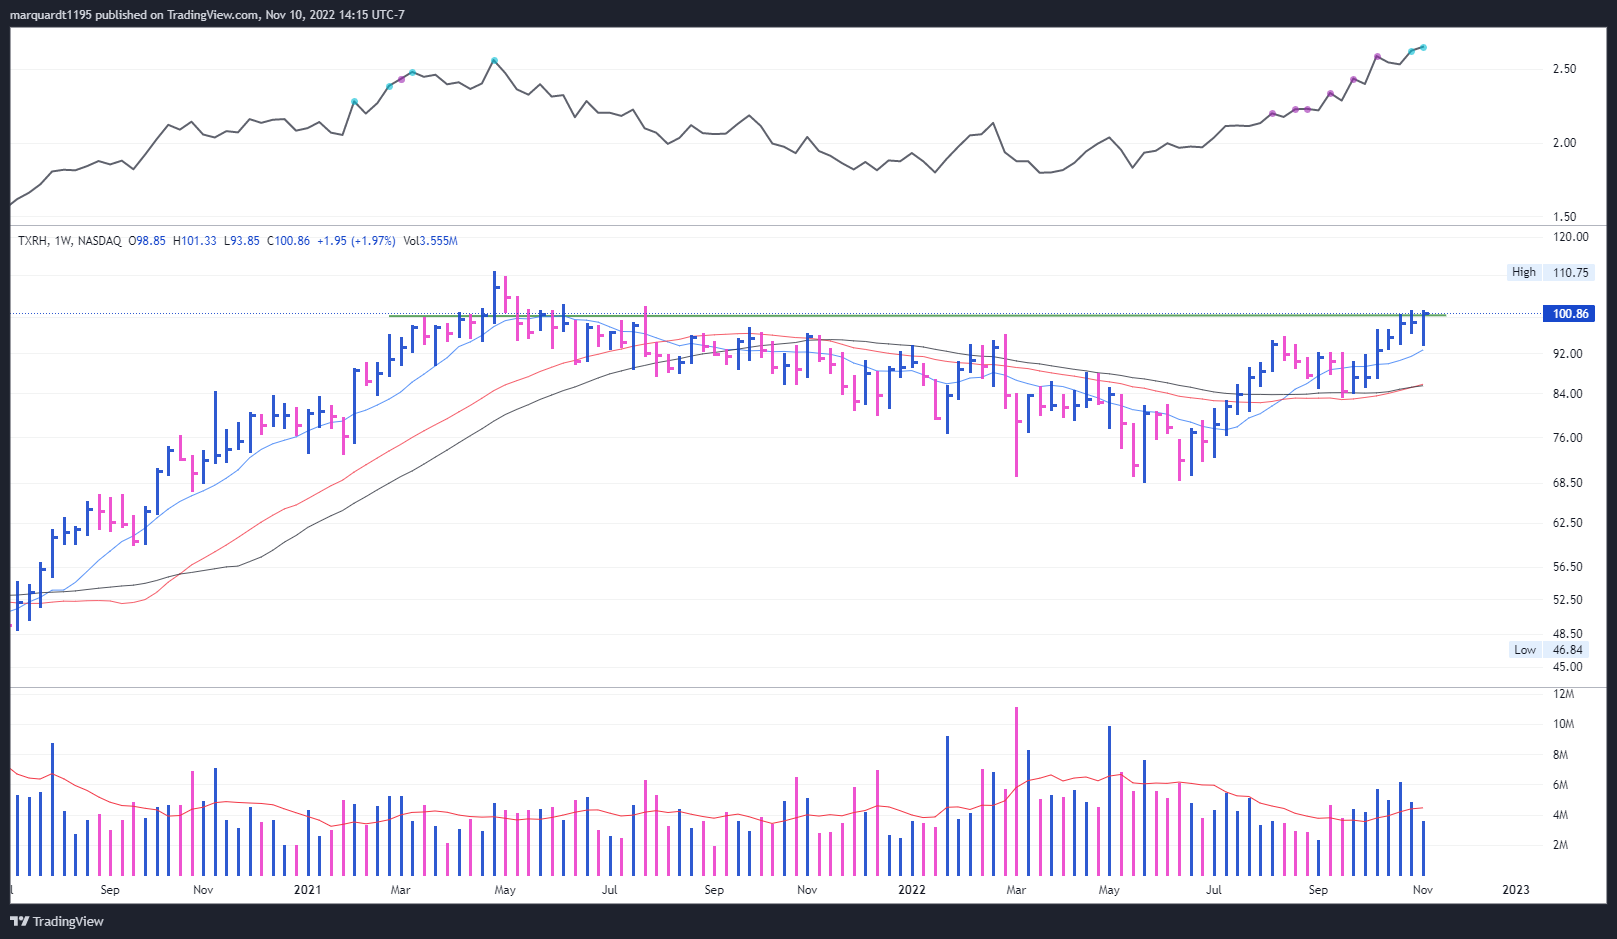 marquardt1195 published on TradingView.com, Nov 10, 2022 14:15 UTC-7
2.50
2.00
1.50
TXRH, 1W, NASDAQ O98.85 H101.33 L93.85 C100.86 +1.95 (+1.97%) Vol3.555M
120.00
High 110.75
100.86
92.00
84.00
76.00
68.50
62.50
56.50
52.50
48.50
Low 46.84
45.00
12M
10M
8M
6M
4M
2M
Sep Nov 2021 Mar May Jul Sep Nov 2022 Mar May Jul Sep Nov 2023
TradingView